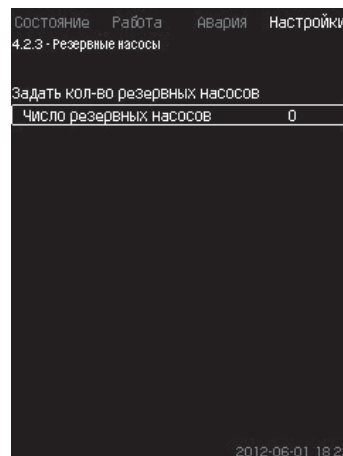 Состояние Работа Авария Настройки
4.2.3 - Резервные насосы
Задать кол-во резервных насосов
Число резервных насосов 0
2012-06-01 18:2